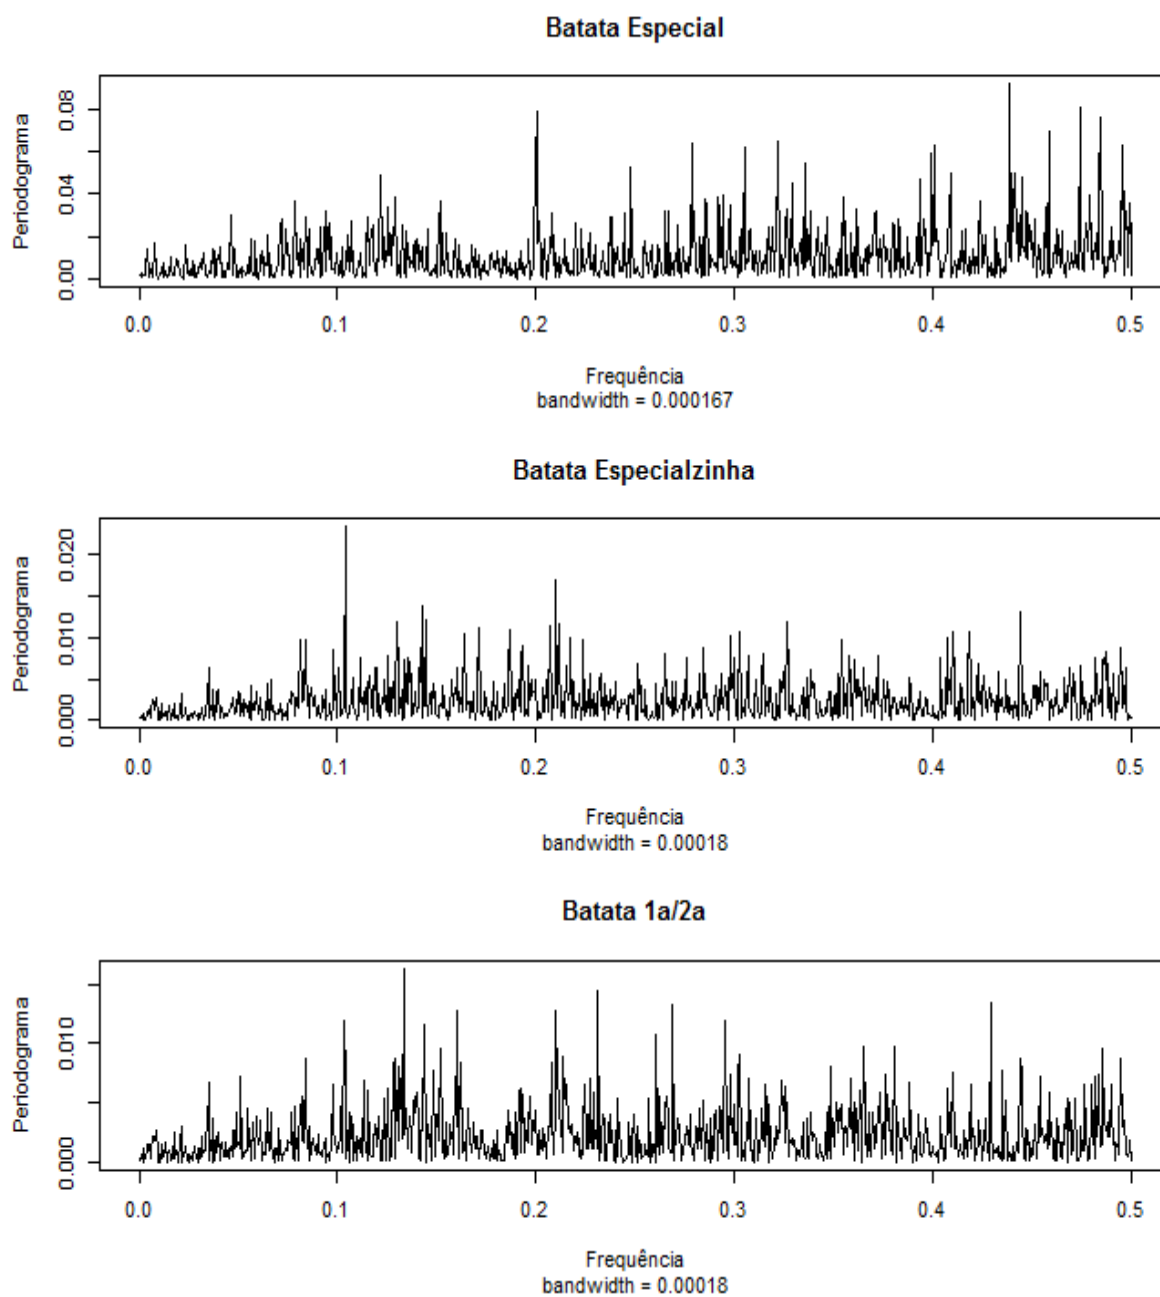 Batata Especial
Periodograma
0.08
0.04
0.00
0.0 0.1 0.2 0.3 0.4 0.5
Frequência
bandwidth = 0.000167
Batata Especialzinha
Periodograma
0.020
0.010
0.000
0.0 0.1 0.2 0.3 0.4 0.5
Frequência
bandwidth = 0.00018
Batata 1a/2a
Periodograma
0.010
0.000
0.0 0.1 0.2 0.3 0.4 0.5
Frequência
bandwidth = 0.00018